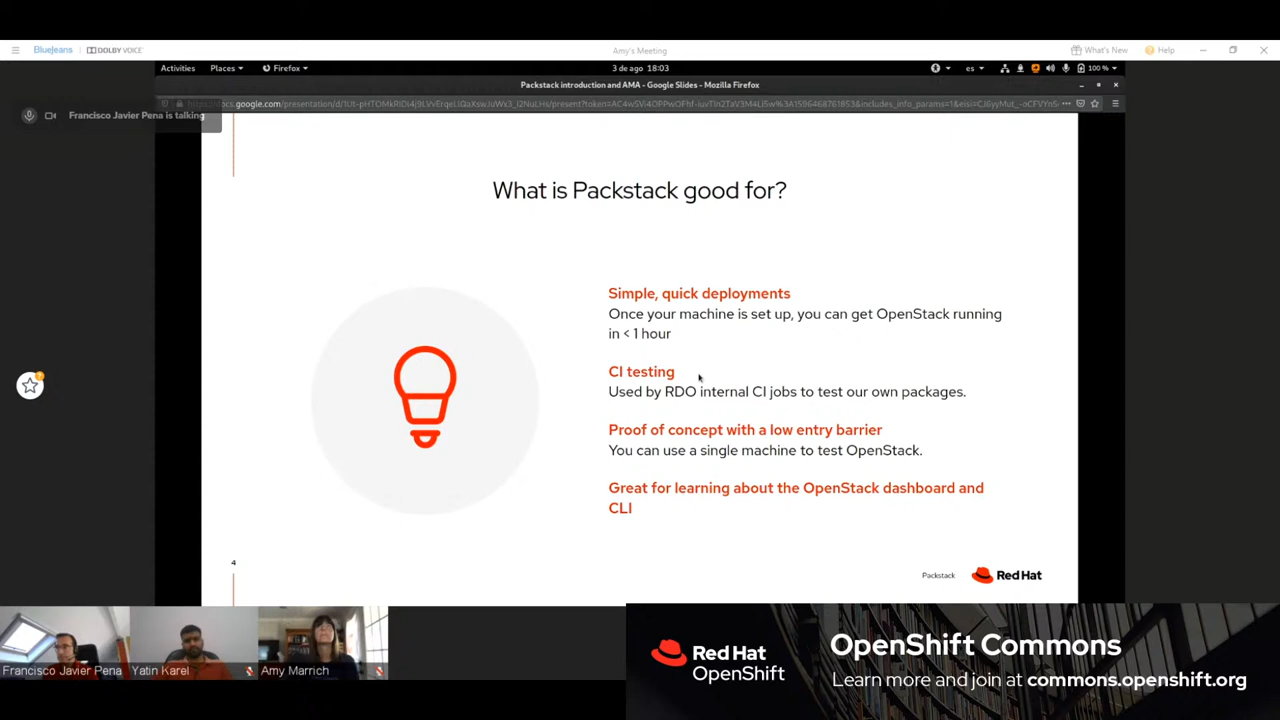 BlueJeans
DOLBY VOICE
Amy's Meeting
What's New
Help
Activities
Places
Firefox
3 de ago 18:03
es
100 %
Packstack introduction and AMA - Google Slides - Mozilla Firefox
Francisco Javier Pena is talking
What is Packstack good for?
Simple, quick deployments
Once your machine is set up, you can get OpenStack running
in < 1 hour
CI testing
Used by RDO internal CI jobs to test our own packages.
Proof of concept with a low entry barrier
You can use a single machine to test OpenStack.
Great for learning about the OpenStack dashboard and
CLI
4
Packstack
Red Hat
Francisco Javier Pena
Yatin Karel
Amy Marrich
Red Hat
OpenShift
OpenShift Commons
Learn more and join at commons.openshift.org